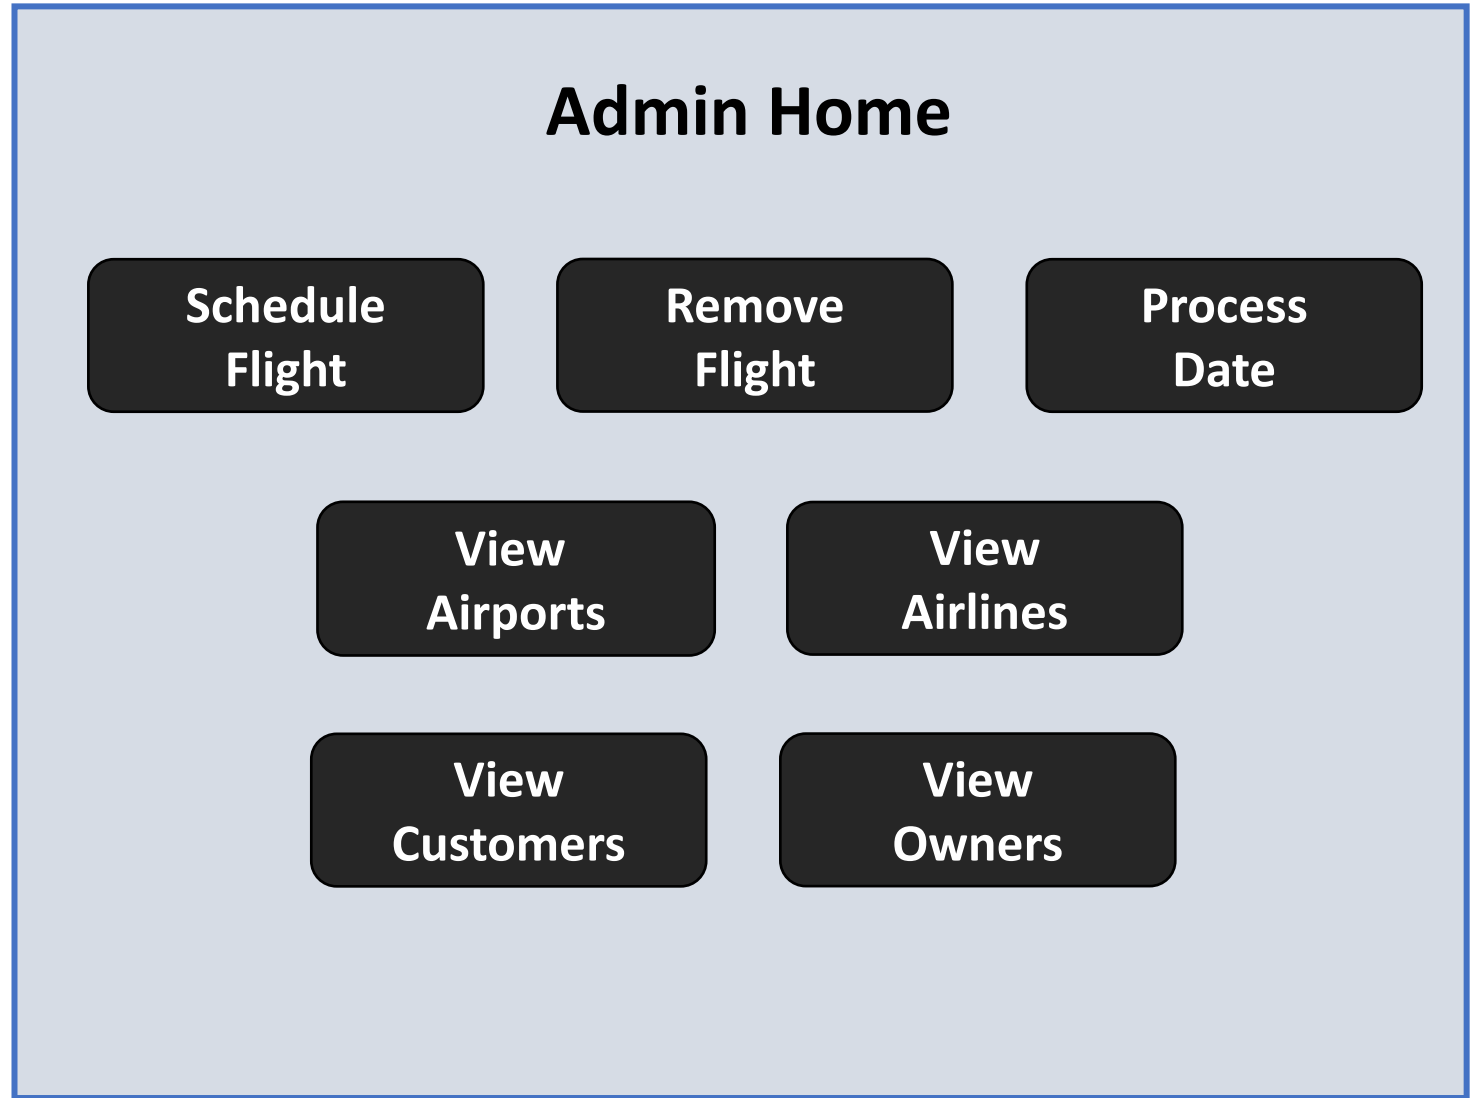 Admin Home
Schedule
Flight
Remove
Flight
Process
Date
View
Airports
View
Airlines
View
Customers
View
Owners